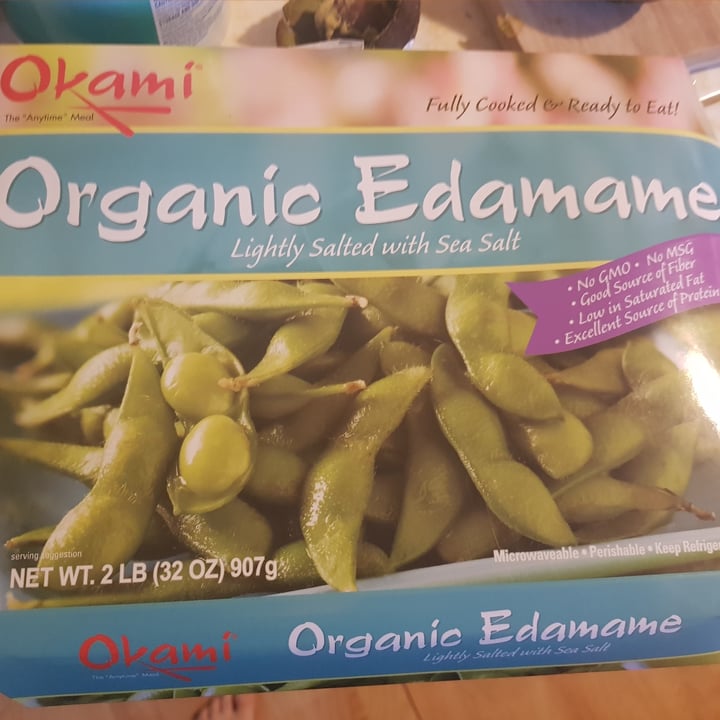 Okami
The "Anytime" Meal
Fully Cooked & Ready to Eat!
Organic Edamame
Lightly Salted with Sea Salt
• No GMO • No MSG
• Good Source of Fiber
• Low in Saturated Fat
• Excellent Source of Protein
serving suggestion
NET WT. 2 LB (32 OZ) 907g
Microwaveable • Perishable • Keep Refrige
Okami
The "Anytime" Meal
Organic Edamame
Lightly Salted with Sea Salt